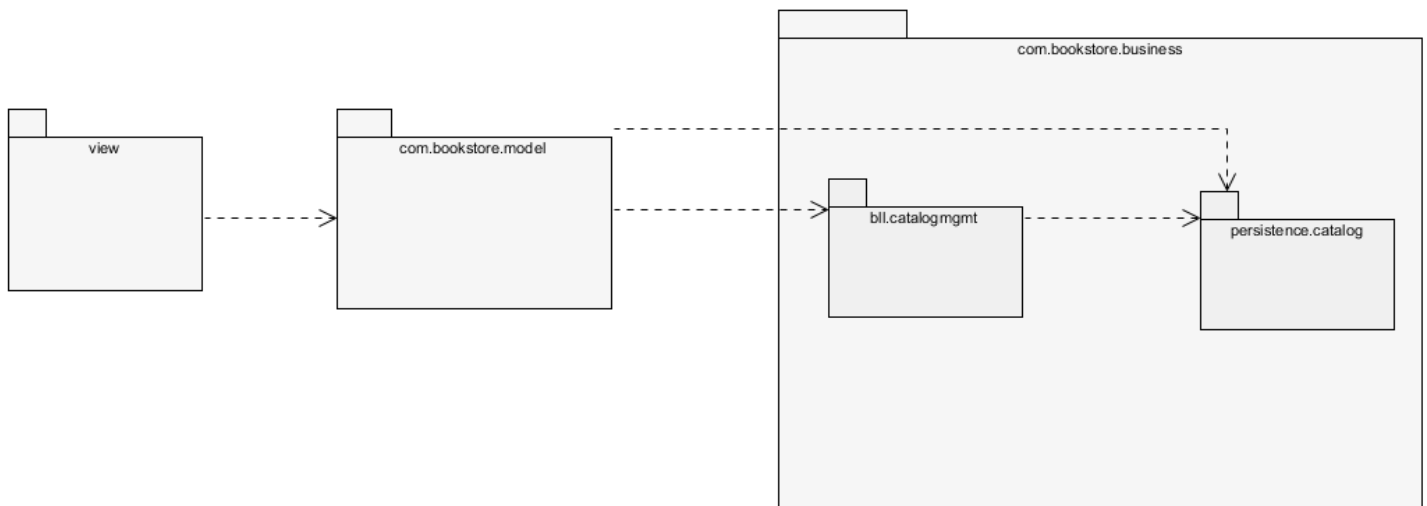 com.bookstore.business
view
com.bookstore.model
bll.catalogmgmt
persistence.catalog